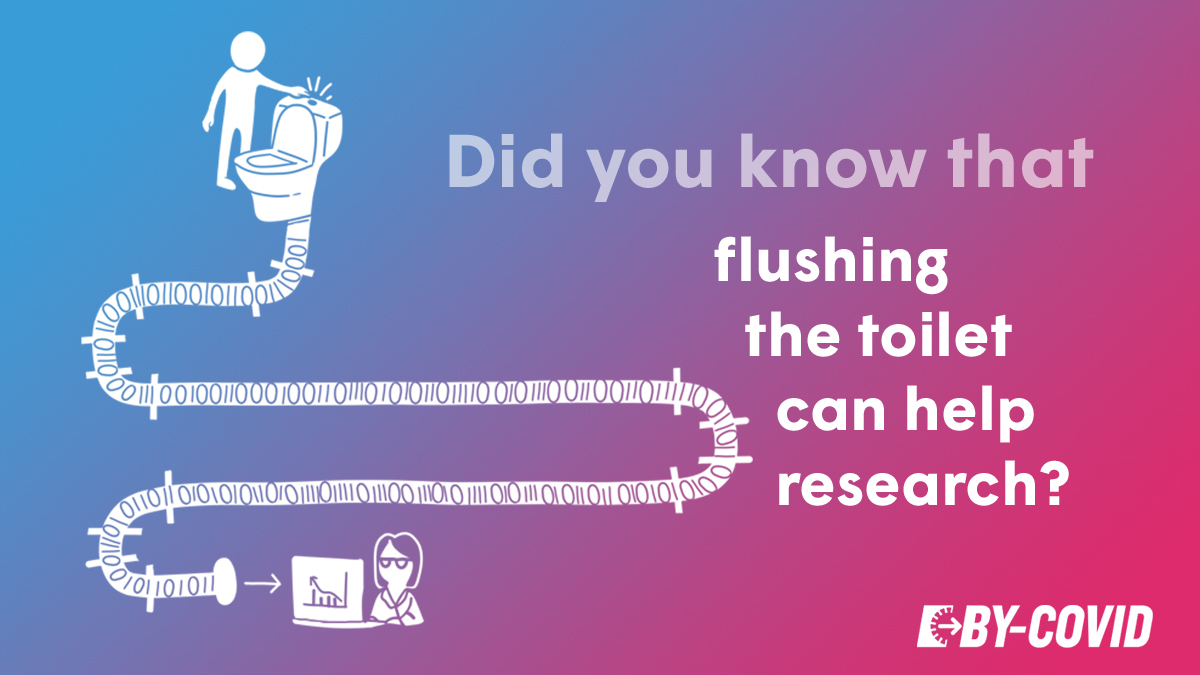 Did you know that
flushing
the toilet
can help
research?
BY-COVID